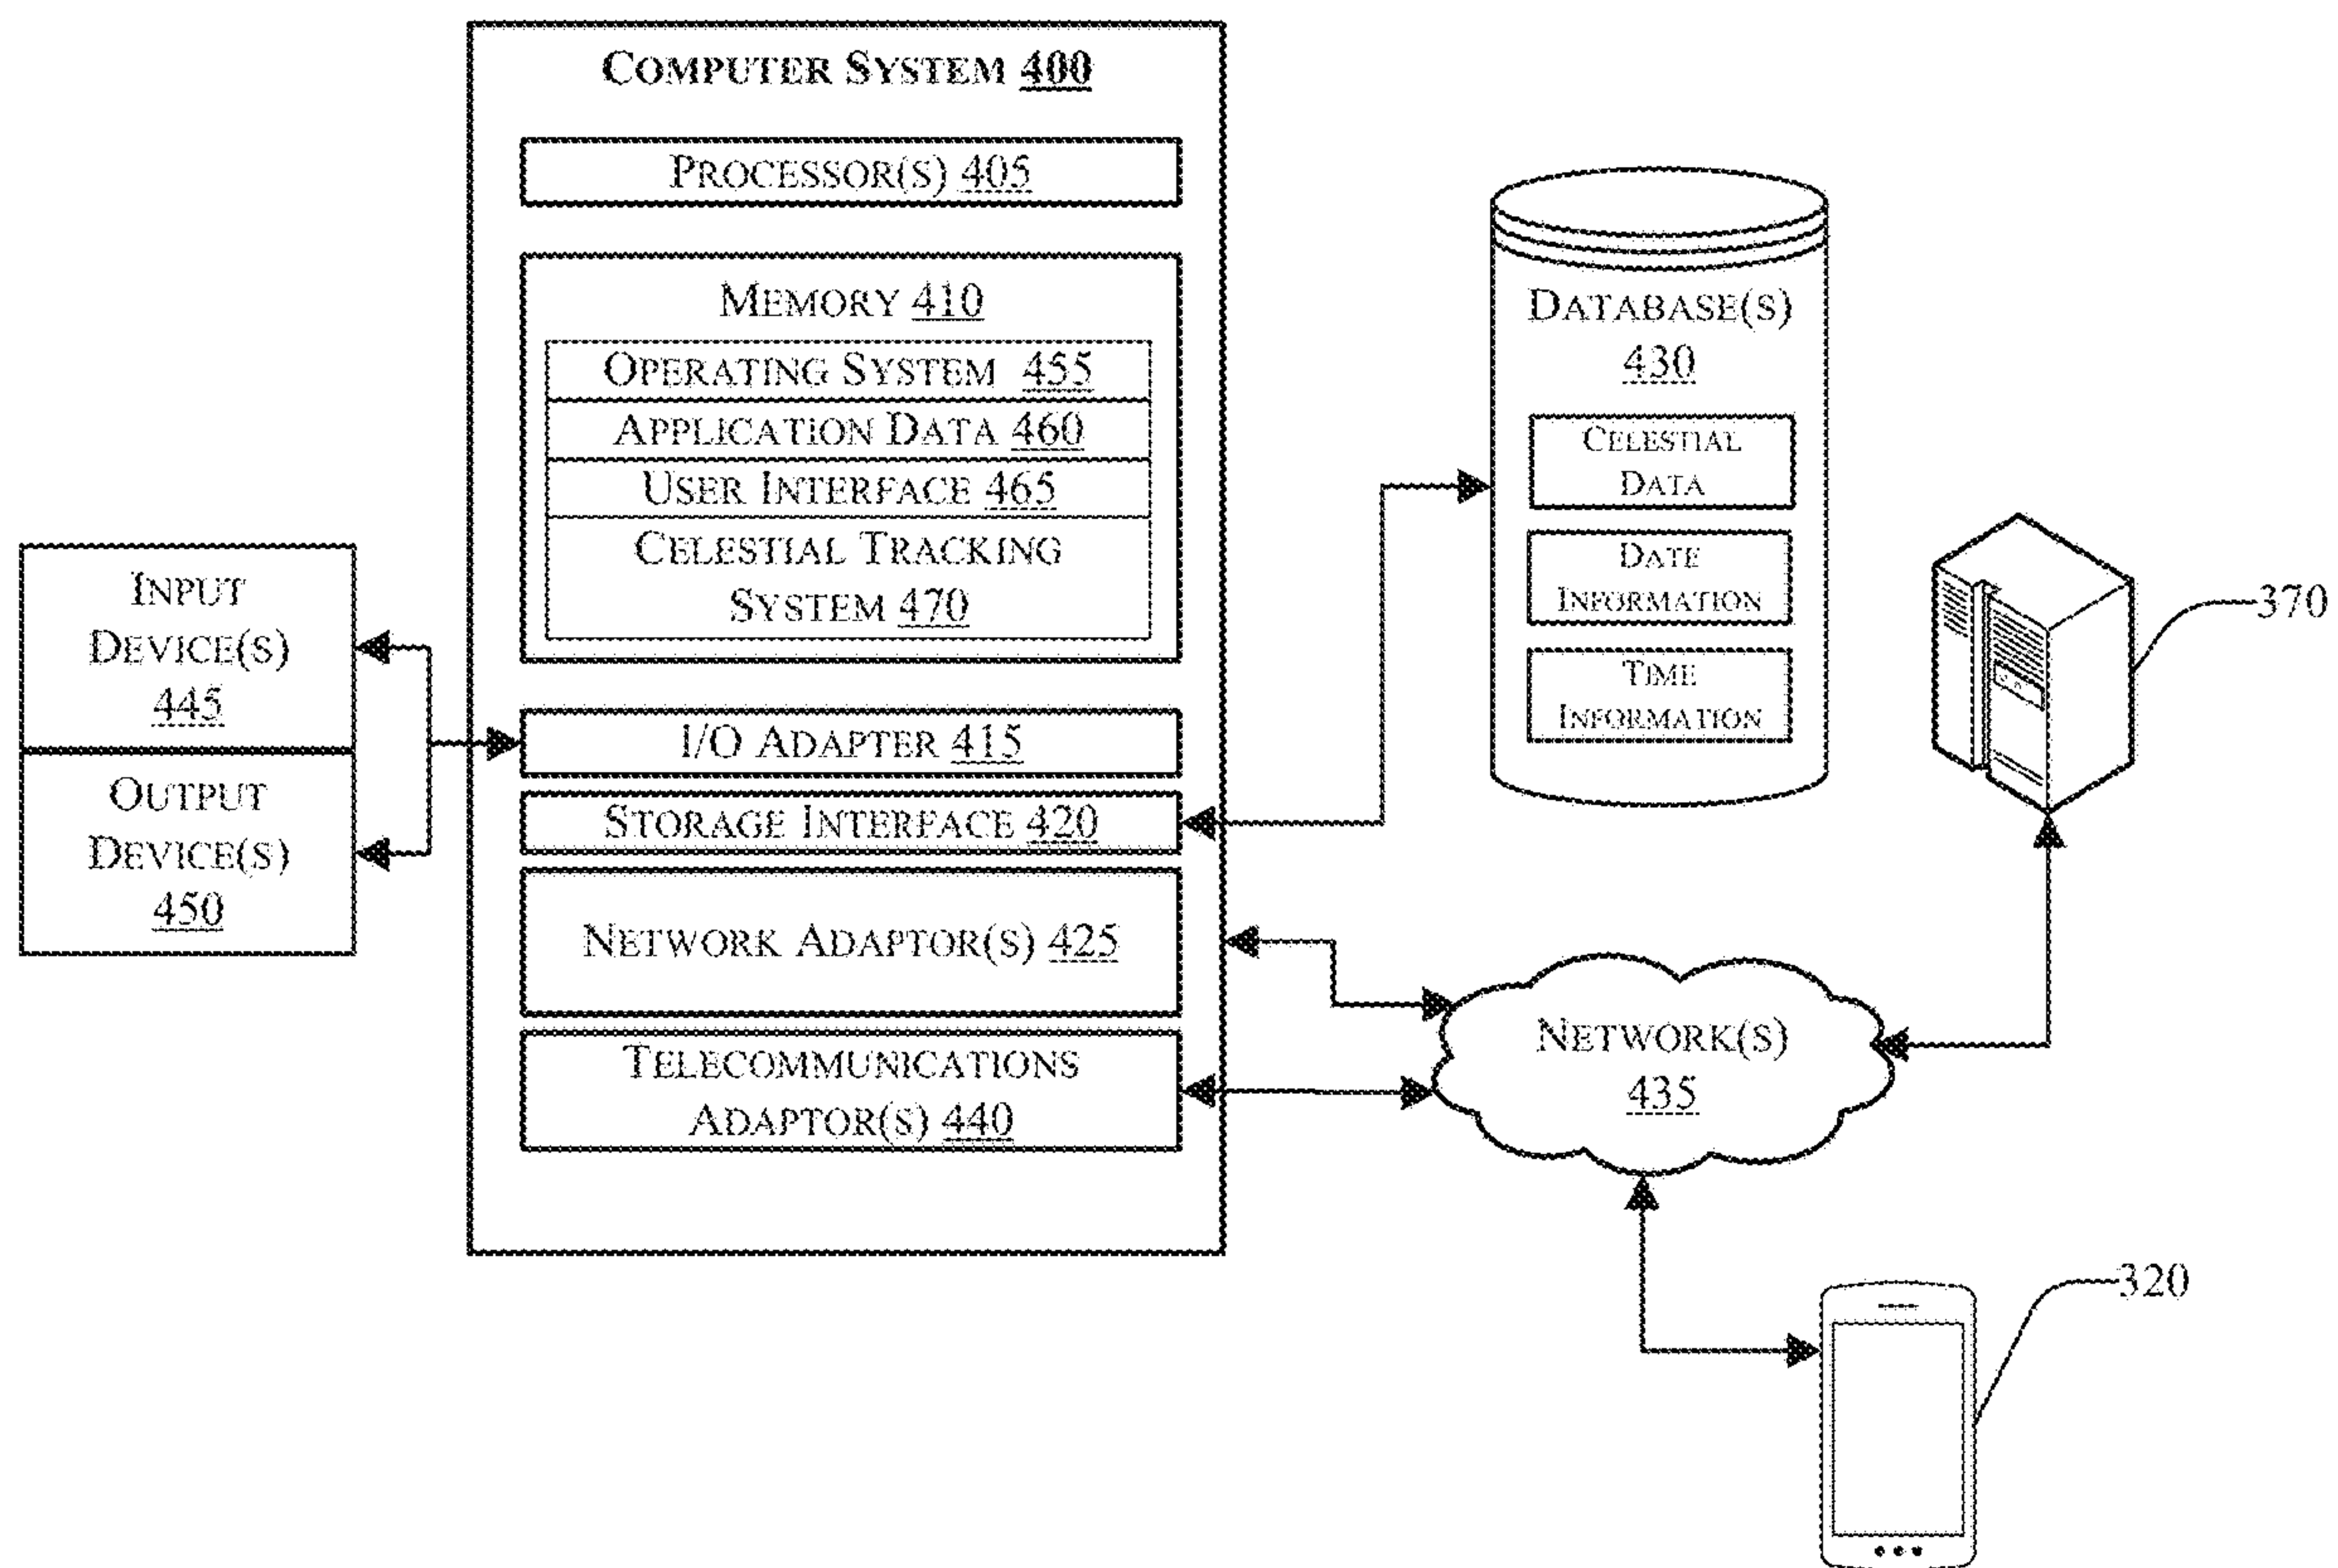 COMPUTER SYSTEM 400
PROCESSOR(S) 405
MEMORY 410
OPERATING SYSTEM 455
APPLICATION DATA 460
USER INTERFACE 465
CELESTIAL TRACKING
SYSTEM 470
INPUT
DEVICE(S)
445
OUTPUT
DEVICE(S)
450
I/O ADAPTER 415
STORAGE INTERFACE 420
NETWORK ADAPTOR(S) 425
TELECOMMUNICATIONS
ADAPTOR(S) 440
DATABASE(S)
430
CELESTIAL
DATA
DATE
INFORMATION
TIME
INFORMATION
370
NETWORK(S)
435
320